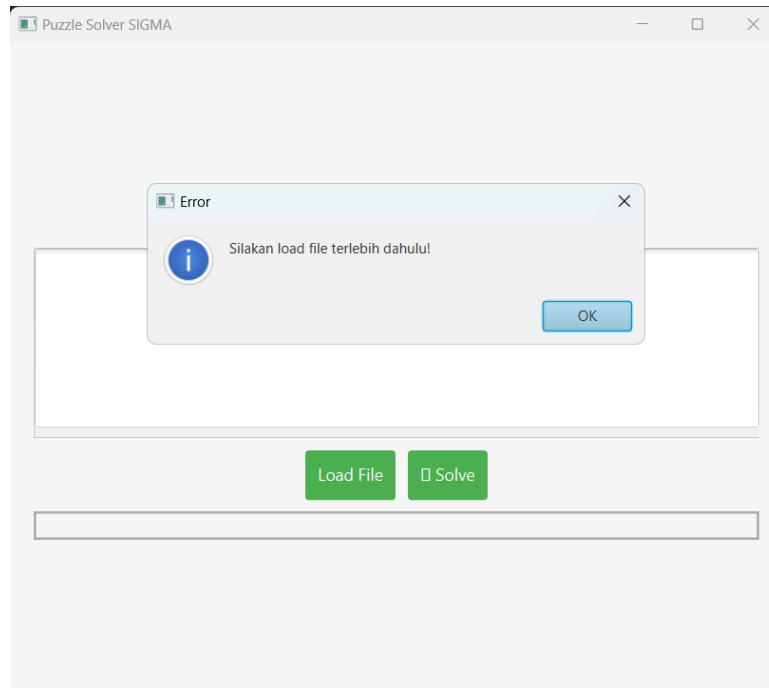 Puzzle Solver SIGMA
Error
Silakan load file terlebih dahulu!
OK
Load File
▯ Solve